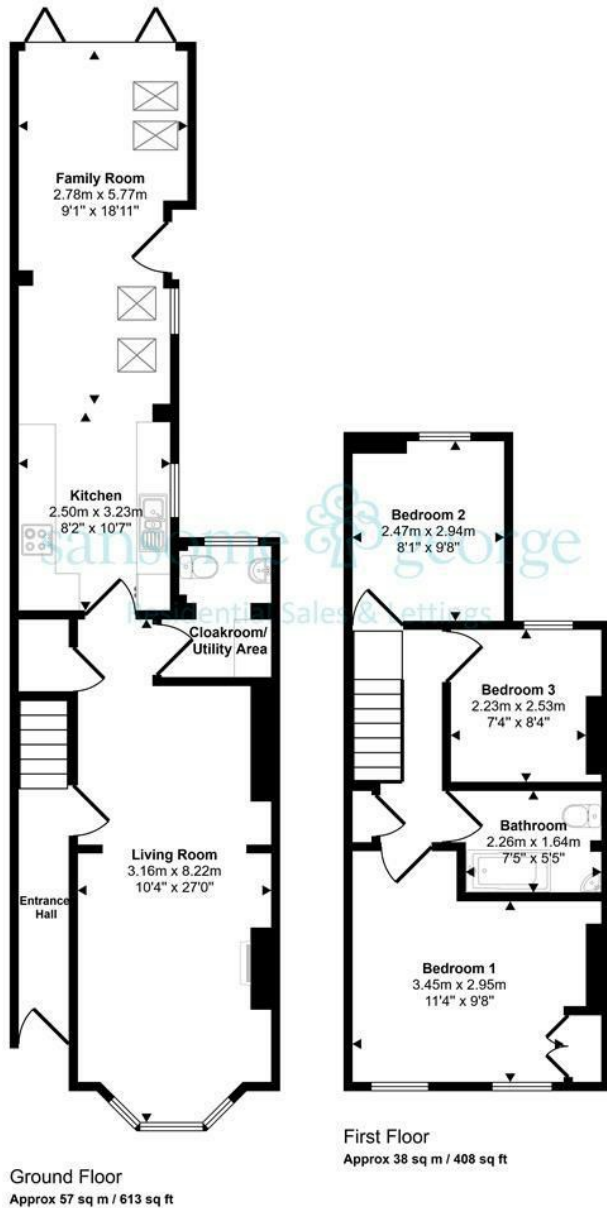 Family Room
2.78m x 5.77m
9'1" x 18'11"
Kitchen
2.50m x 3.23m
8'2" x 10'7"
Cloakroom/
Utility Area
Living Room
3.16m x 8.22m
10'4" x 27'0"
Entrance
Hall
Ground Floor
Approx 57 sq m / 613 sq ft
Bedroom 2
2.47m x 2.94m
8'1" x 9'8"
Bedroom 3
2.23m x 2.53m
7'4" x 8'4"
Bathroom
2.26m x 1.64m
7'5" x 5'5"
Bedroom 1
3.45m x 2.95m
11'4" x 9'8"
First Floor
Approx 38 sq m / 408 sq ft
sansome george
Residential Sales & Lettings